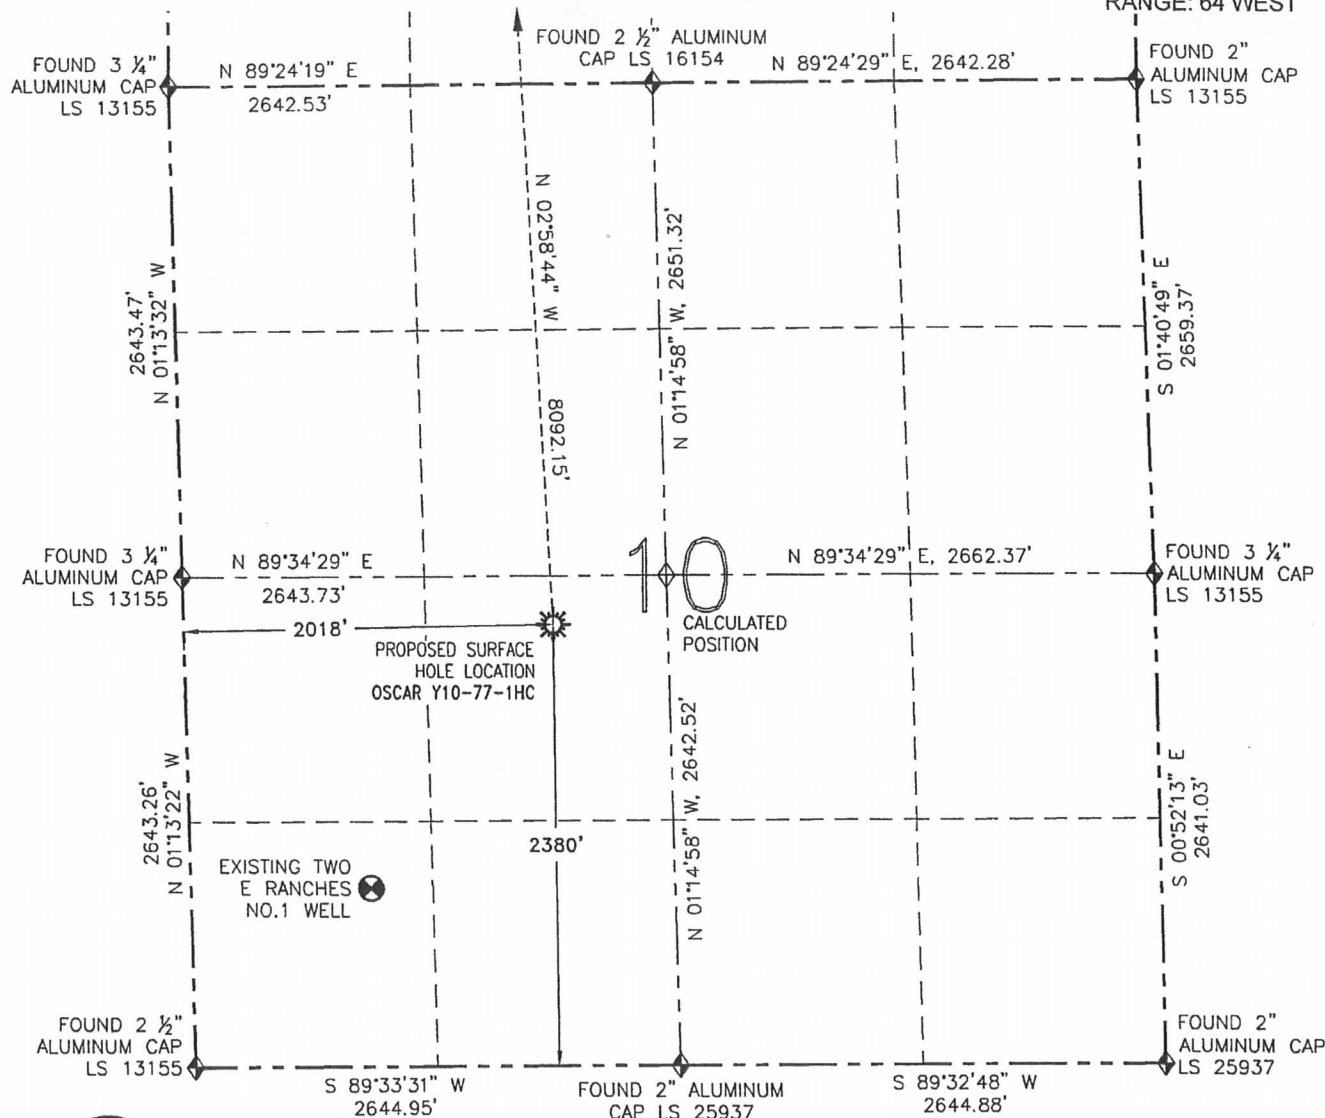 RANGE: 64 WEST
FOUND 3 ¼"
ALUMINUM CAP
LS 13155
N 89°24'19" E
2642.53'
FOUND 2 ½" ALUMINUM
CAP LS 16154
N 89°24'29" E, 2642.28'
FOUND 2"
ALUMINUM CAP
LS 13155
2643.47'
N 01°13'32" W
N 02°58'44" W
8092.15'
N 01°14'58" W, 2651.32'
S 01°40'49" E
2659.37'
FOUND 3 ¼"
ALUMINUM CAP
LS 13155
N 89°34'29" E
2643.73'
10
CALCULATED
POSITION
N 89°34'29" E, 2662.37'
FOUND 3 ¼"
ALUMINUM CAP
LS 13155
2018'
PROPOSED SURFACE
HOLE LOCATION
OSCAR Y10-77-1HC
2643.26'
N 01°13'22" W
2380'
N 01°14'58" W, 2642.52'
S 00°52'13" E
2641.03'
EXISTING TWO
E RANCHES
NO.1 WELL
FOUND 2 ½"
ALUMINUM CAP
LS 13155
S 89°33'31" W
2644.95'
FOUND 2" ALUMINUM
CAP LS 25937
S 89°32'48" W
2644.88'
FOUND 2"
ALUMINUM CAP
LS 25937